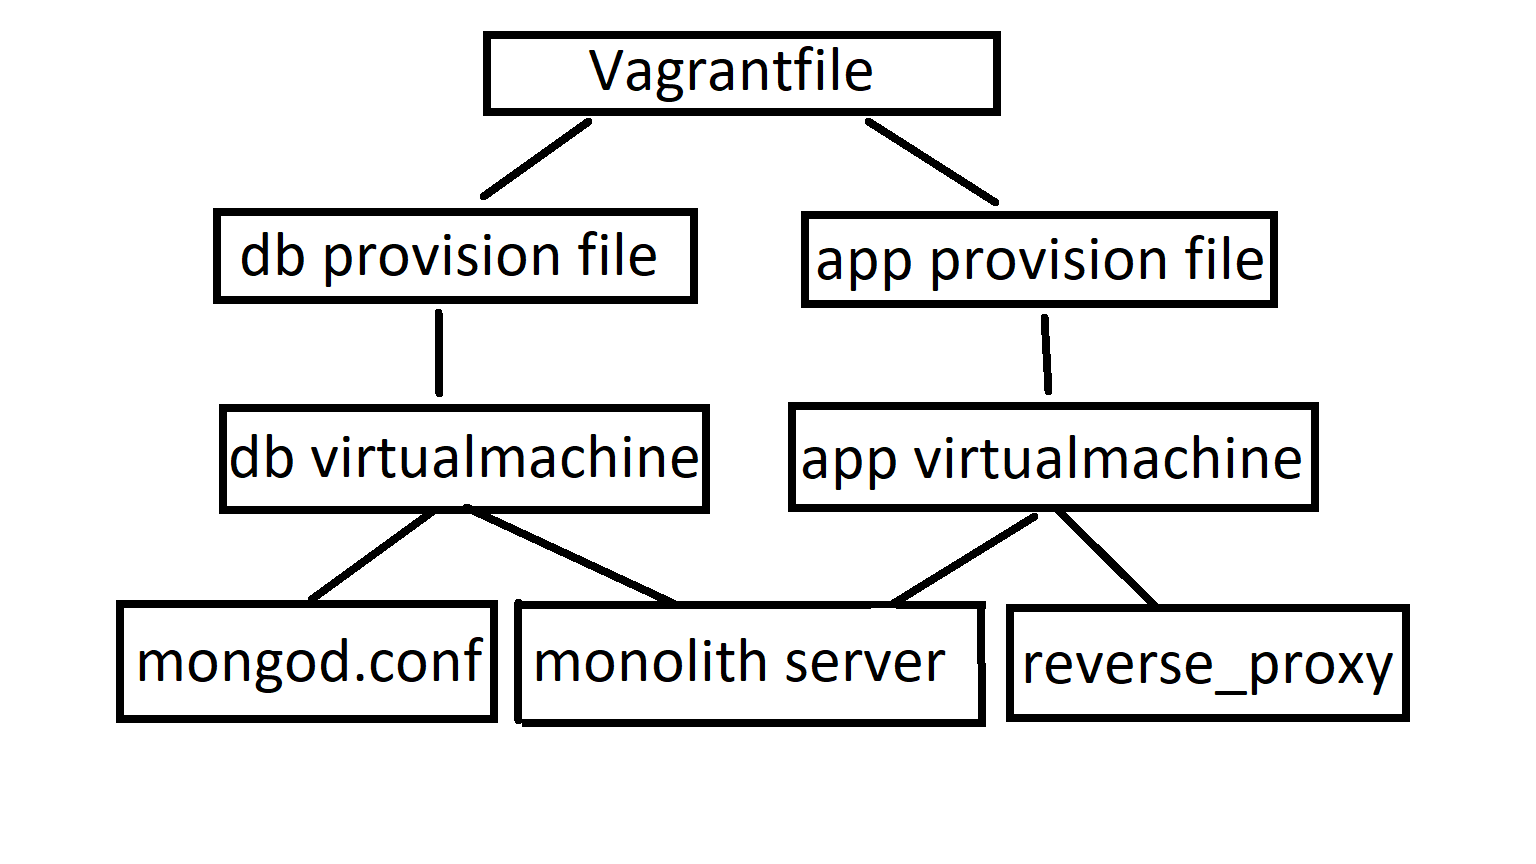 Vagrantfile
db provision file
app provision file
db virtualmachine
app virtualmachine
mongod.conf
monolith server
reverse_proxy